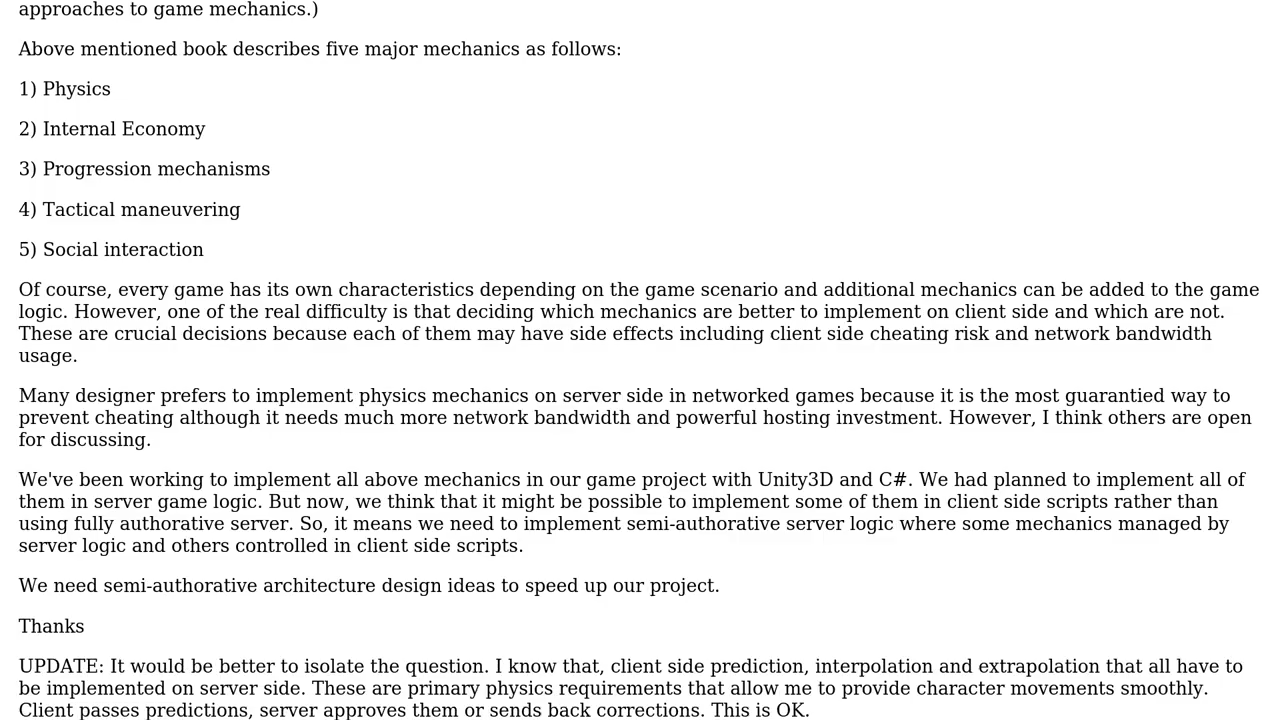 approaches to game mechanics.)
Above mentioned book describes five major mechanics as follows:
1) Physics
2) Internal Economy
3) Progression mechanisms
4) Tactical maneuvering
5) Social interaction
Of course, every game has its own characteristics depending on the game scenario and additional mechanics can be added to the game
logic. However, one of the real difficulty is that deciding which mechanics are better to implement on client side and which are not.
These are crucial decisions because each of them may have side effects including client side cheating risk and network bandwidth
usage.
Many designer prefers to implement physics mechanics on server side in networked games because it is the most guarantied way to
prevent cheating although it needs much more network bandwidth and powerful hosting investment. However, I think others are open
for discussing.
We've been working to implement all above mechanics in our game project with Unity3D and C#. We had planned to implement all of
them in server game logic. But now, we think that it might be possible to implement some of them in client side scripts rather than
using fully authorative server. So, it means we need to implement semi-authorative server logic where some mechanics managed by
server logic and others controlled in client side scripts.
We need semi-authorative architecture design ideas to speed up our project.
Thanks
UPDATE: It would be better to isolate the question. I know that, client side prediction, interpolation and extrapolation that all have to
be implemented on server side. These are primary physics requirements that allow me to provide character movements smoothly.
Client passes predictions, server approves them or sends back corrections. This is OK.